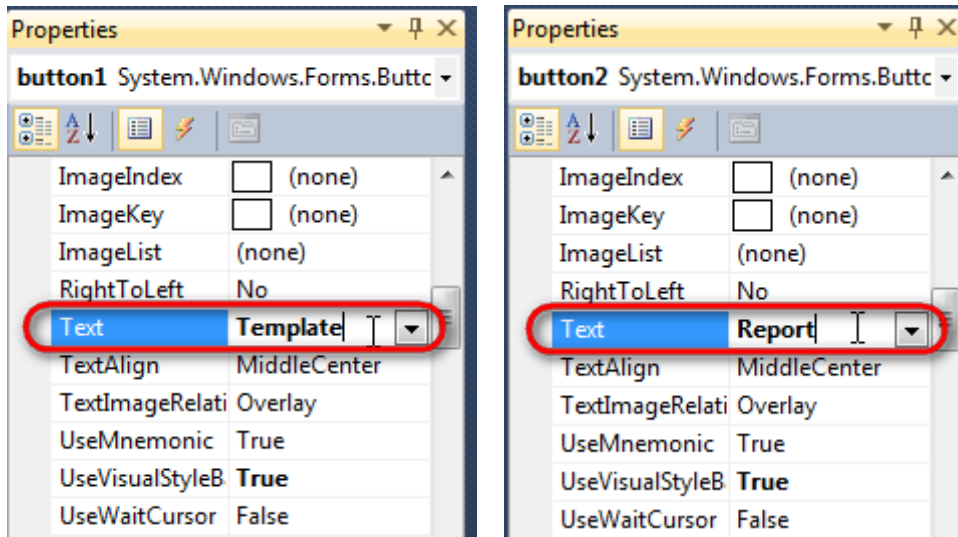 Properties
button1 System.Windows.Forms.Buttc
ImageIndex (none)
ImageKey (none)
ImageList (none)
RightToLeft No
Text Template
TextAlign MiddleCenter
TextImageRelati Overlay
UseMnemonic True
UseVisualStyleB True
UseWaitCursor False
Properties
button2 System.Windows.Forms.Buttc
ImageIndex (none)
ImageKey (none)
ImageList (none)
RightToLeft No
Text Report
TextAlign MiddleCenter
TextImageRelati Overlay
UseMnemonic True
UseVisualStyleB True
UseWaitCursor False